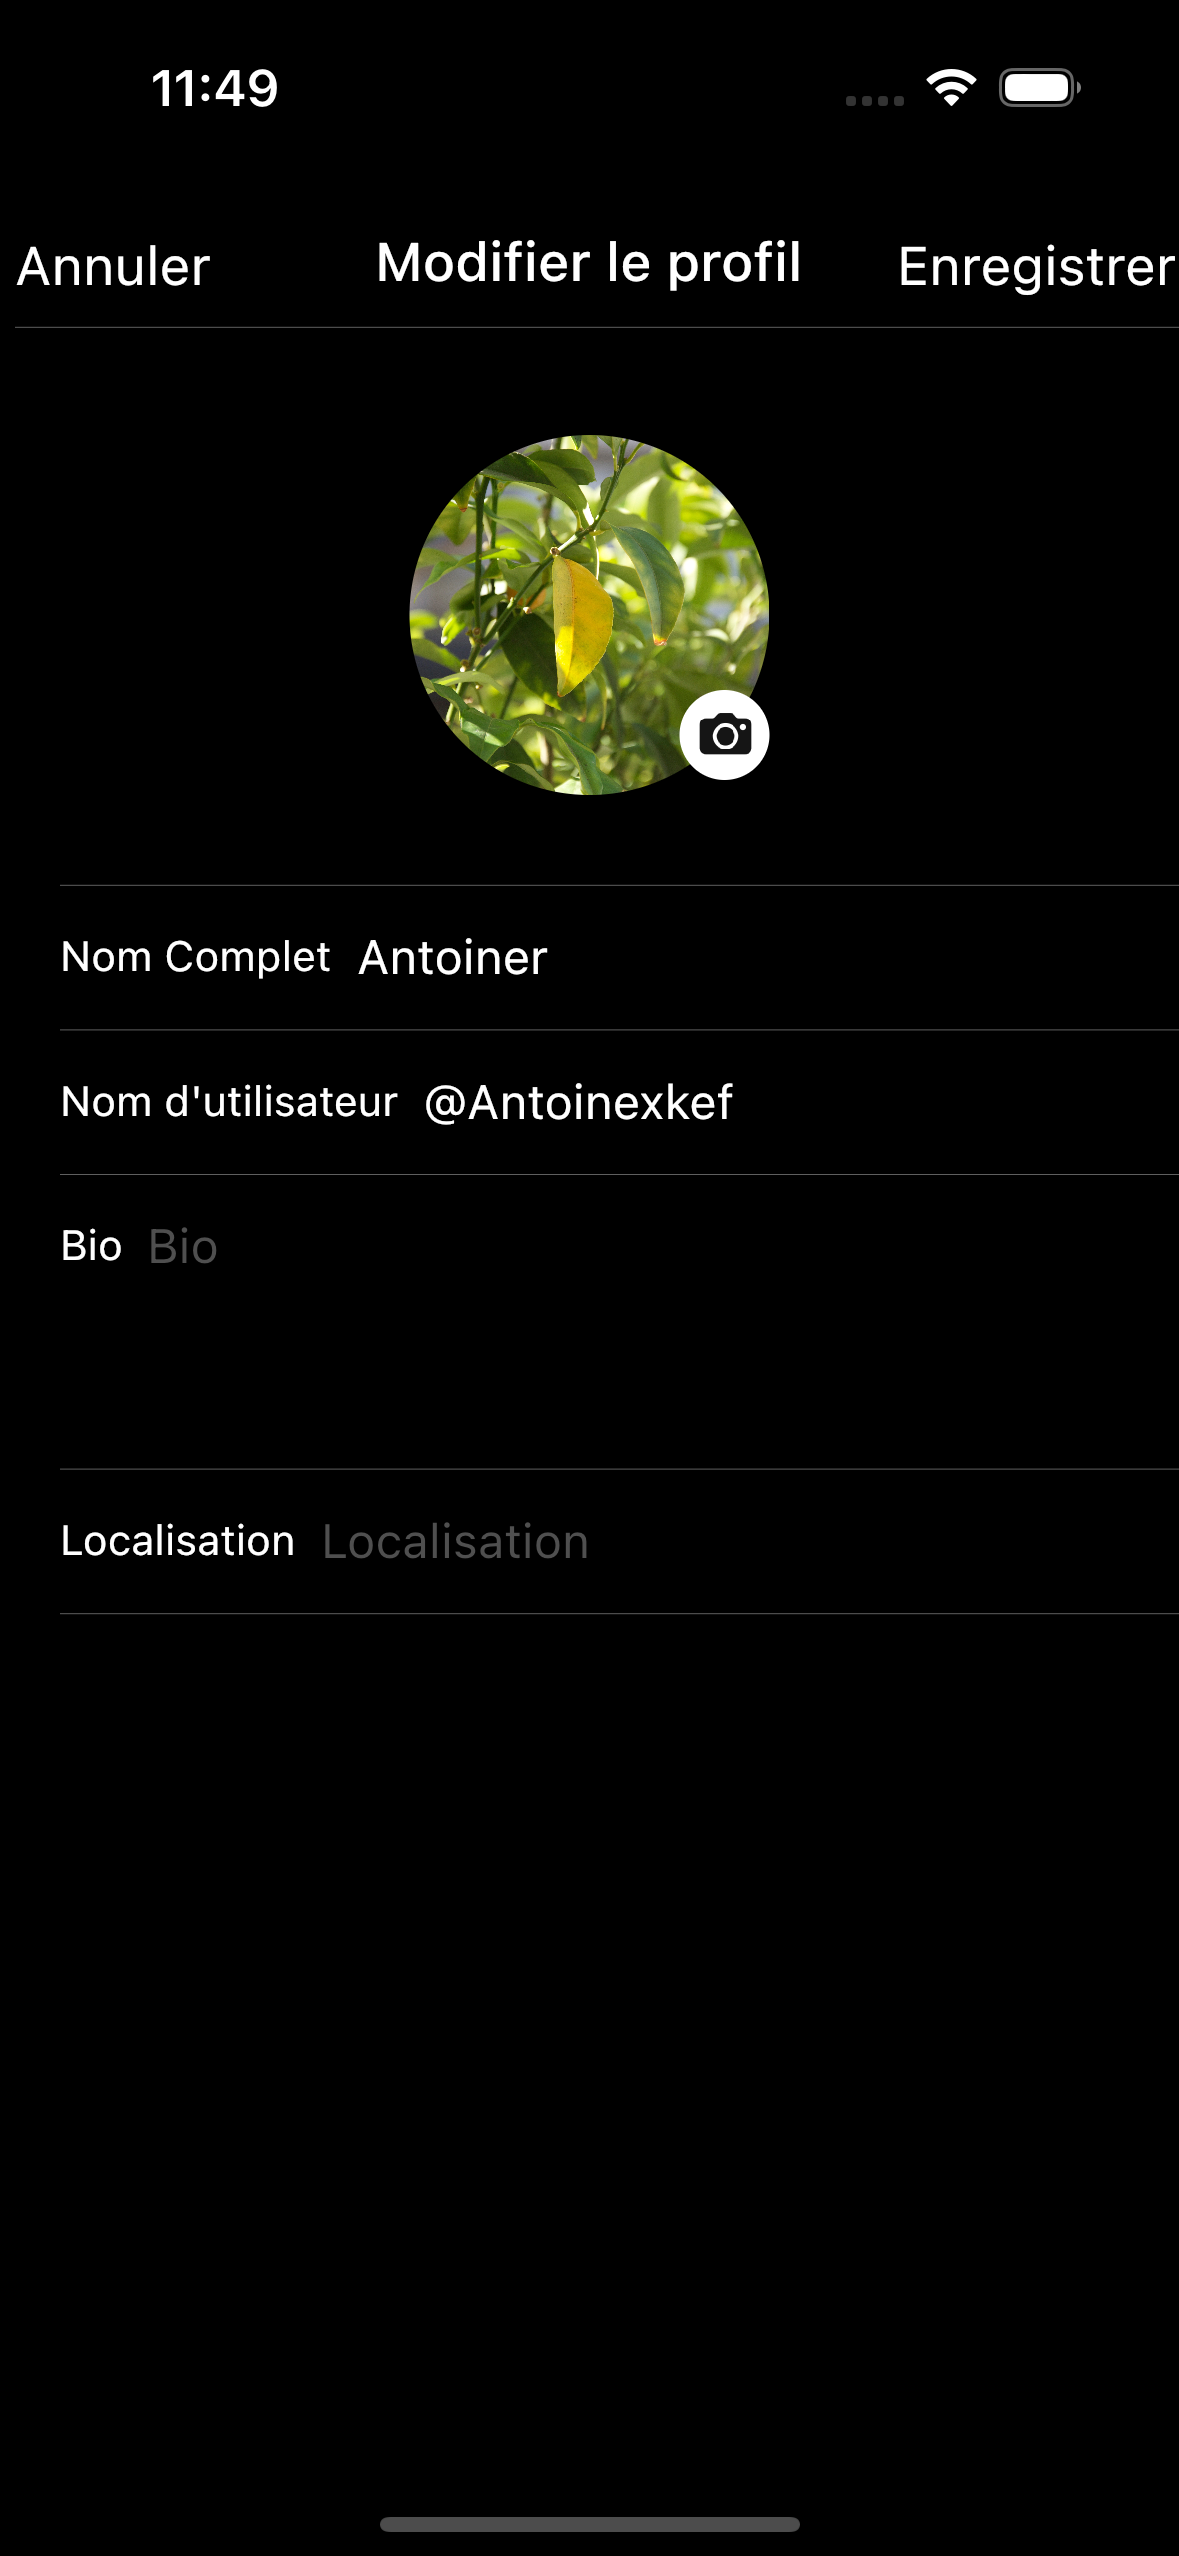 11:49
Annuler Modifier le profil Enregistrer
Nom Complet Antoiner
Nom d'utilisateur @Antoinexkef
Bio Bio
Localisation Localisation